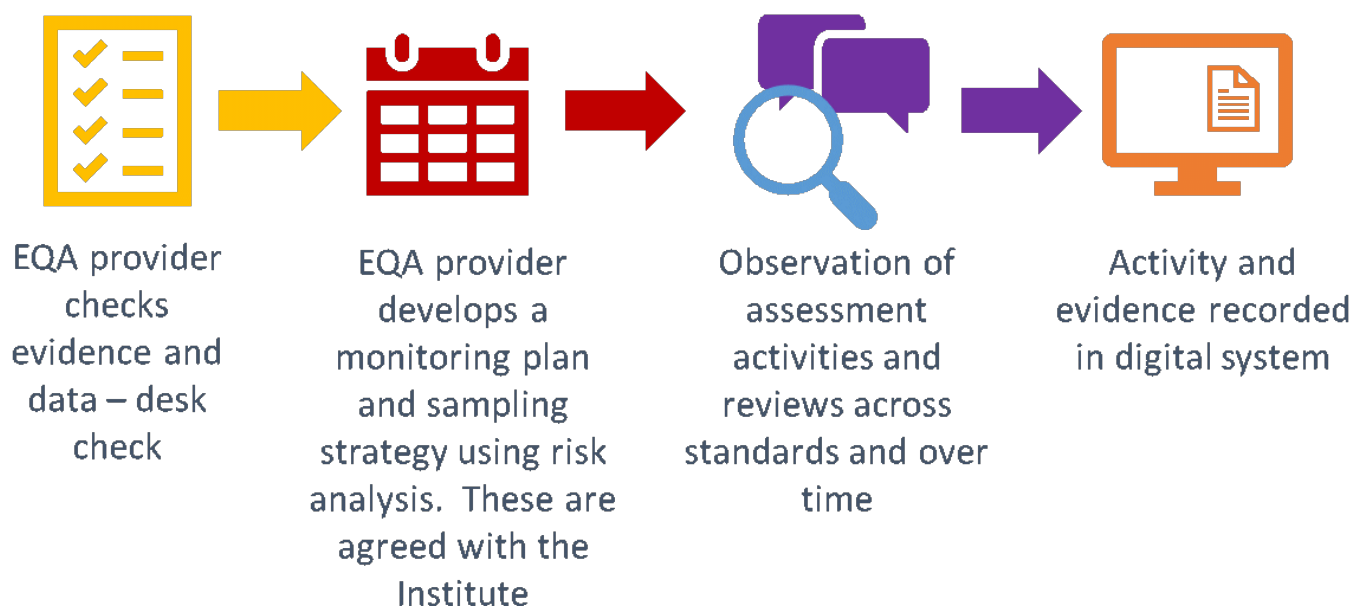 EQA provider
checks
evidence and
data – desk
check
EQA provider
develops a
monitoring plan
and sampling
strategy using risk
analysis.  These are
agreed with the
Institute
Observation of
assessment
activities and
reviews across
standards and over
time
Activity and
evidence recorded
in digital system